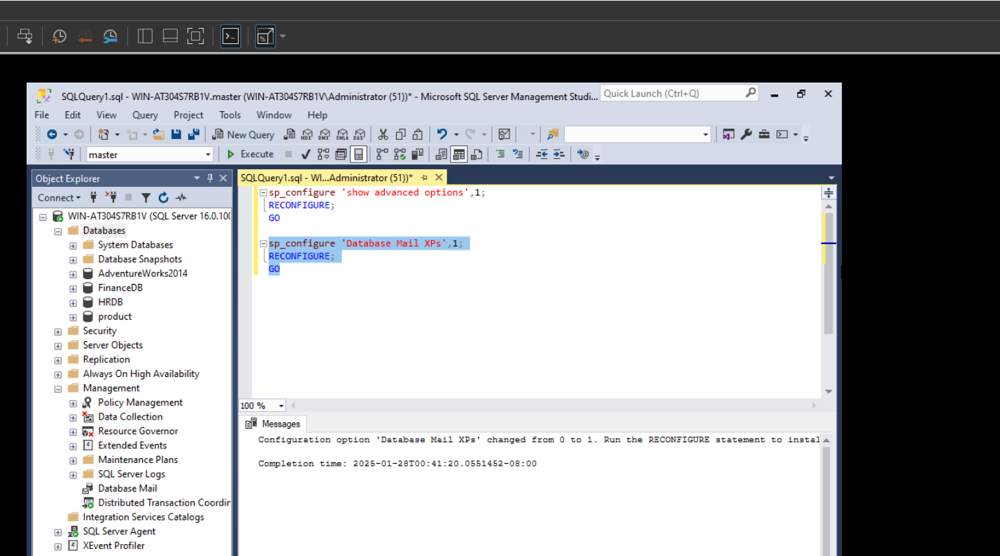 SQLQuery1.sql - WIN-AT304S7RB1V.master (WIN-AT304S7RB1V\Administrator (51))* - Microsoft SQL Server Management Studi...
Quick Launch (Ctrl+Q)
File Edit View Query Project Tools Window Help
New Query MDX DMX XMLA DAX
master Execute
Object Explorer
SQLQuery1.sql - WI...Administrator (51))*
Connect
WIN-AT304S7RB1V (SQL Server 16.0.100
Databases
System Databases
Database Snapshots
AdventureWorks2014
FinanceDB
HRDB
product
Security
Server Objects
Replication
Always On High Availability
Management
Policy Management
Data Collection
Resource Governor
Extended Events
Maintenance Plans
SQL Server Logs
Database Mail
Distributed Transaction Coordin
Integration Services Catalogs
SQL Server Agent
XEvent Profiler
sp_configure 'show advanced options',1;
RECONFIGURE;
GO
sp_configure 'Database Mail XPs',1;
RECONFIGURE;
GO
100 %
Messages
Configuration option 'Database Mail XPs' changed from 0 to 1. Run the RECONFIGURE statement to instal
Completion time: 2025-01-28T00:41:20.0551452-08:00